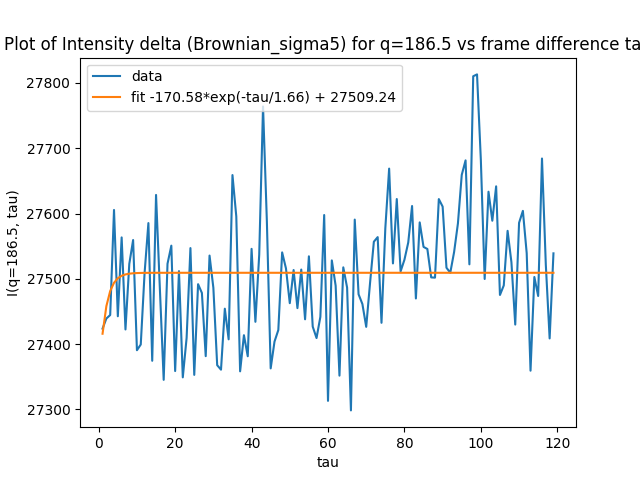 Plot of Intensity delta (Brownian_sigma5) for q=186.5 vs frame difference ta
data
fit -170.58*exp(-tau/1.66) + 27509.24
I(q=186.5, tau)
27800
27700
27600
27500
27400
27300
0 20 40 60 80 100 120
tau